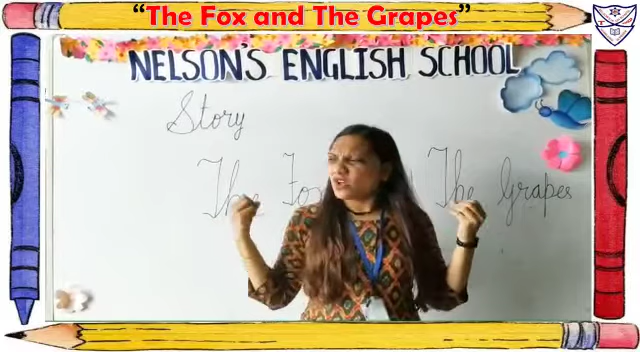 “The Fox and The Grapes”
NELSON'S ENGLISH SCHOOL
Story
The Fox The Grapes